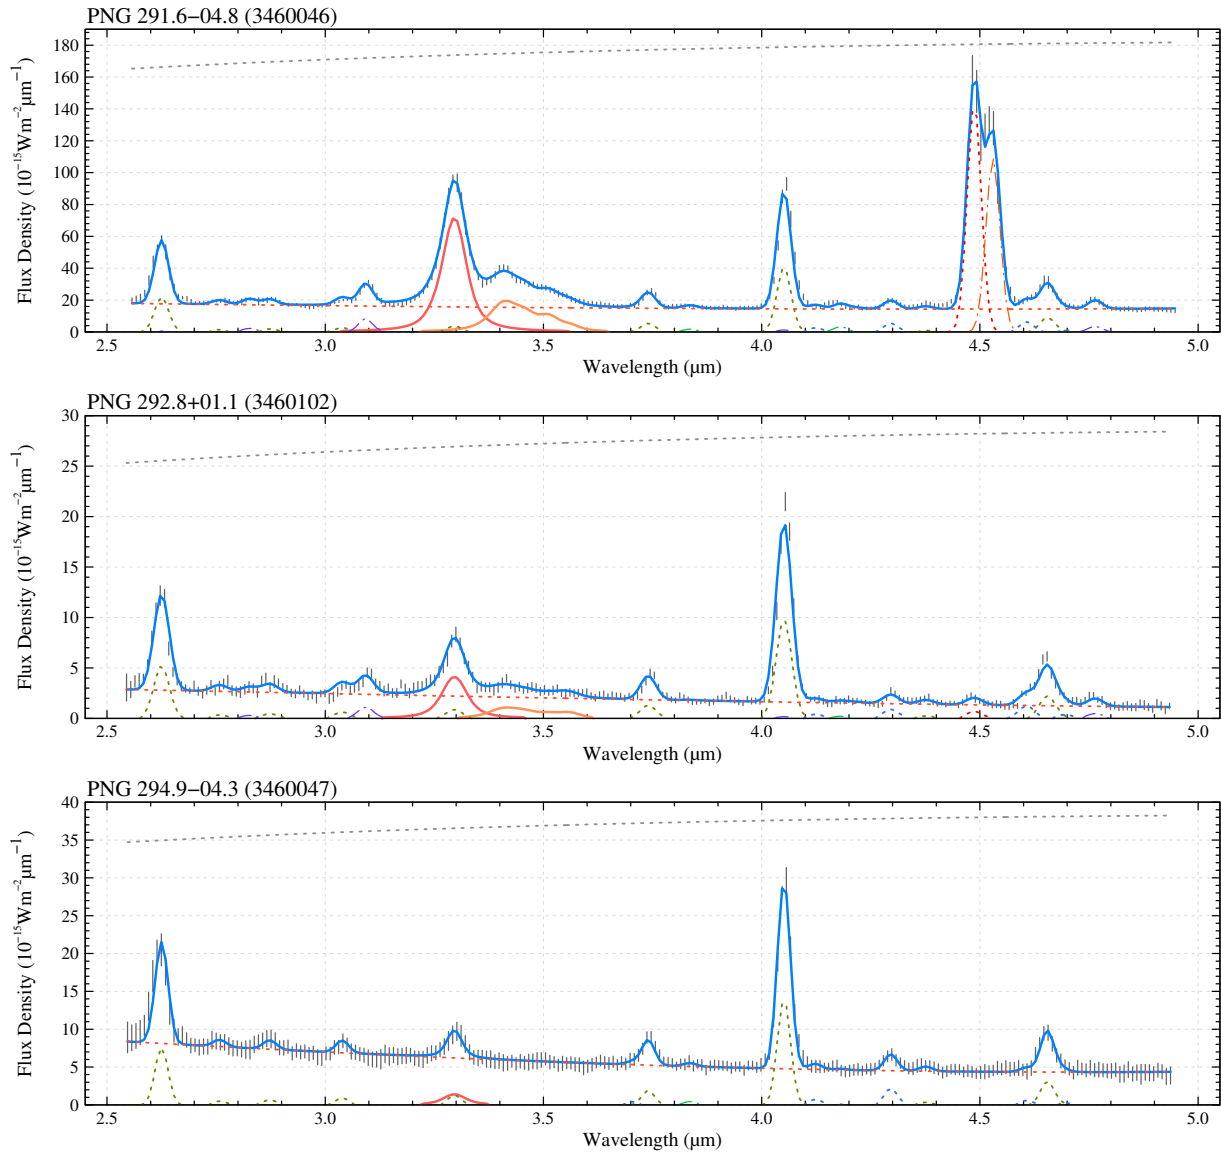 PNG 291.6−04.8 (3460046)
180
160
140
120
100
80
60
40
20
0
Flux Density (10⁻¹⁵Wm⁻²μm⁻¹)
2.5 3.0 3.5 4.0 4.5 5.0
Wavelength (μm)
PNG 292.8+01.1 (3460102)
30
25
20
15
10
5
0
Flux Density (10⁻¹⁵Wm⁻²μm⁻¹)
2.5 3.0 3.5 4.0 4.5 5.0
Wavelength (μm)
PNG 294.9−04.3 (3460047)
40
35
30
25
20
15
10
5
0
Flux Density (10⁻¹⁵Wm⁻²μm⁻¹)
2.5 3.0 3.5 4.0 4.5 5.0
Wavelength (μm)